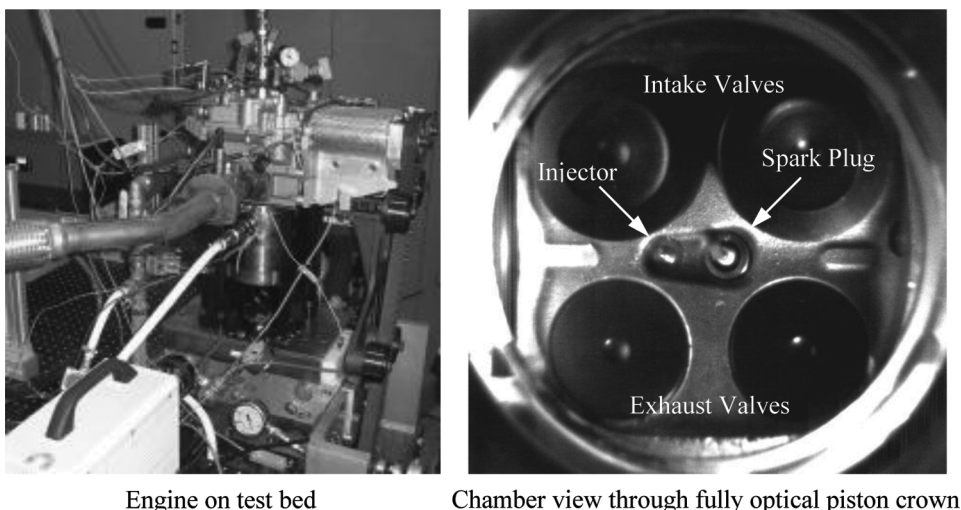 Intake Valves
Spark Plug
Injector
Exhaust Valves
Engine on test bed
Chamber view through fully optical piston crown